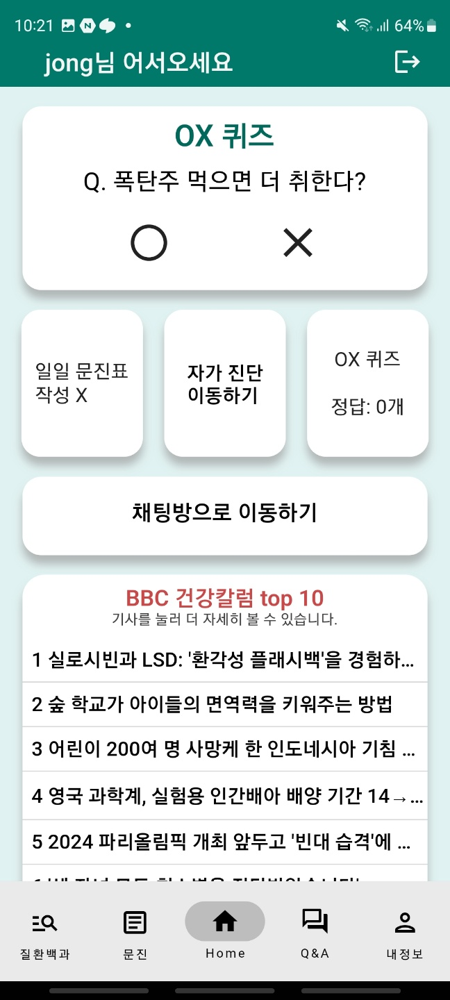 10:21 N 64%
jong님 어서오세요
OX 퀴즈
Q. 폭탄주 먹으면 더 취한다?
일일 문진표
작성 X
자가 진단
이동하기
OX 퀴즈
정답: 0개
채팅방으로 이동하기
BBC 건강칼럼 top 10
기사를 눌러 더 자세히 볼 수 있습니다.
1 실로시빈과 LSD: '환각성 플래시백'을 경험하...
2 숲 학교가 아이들의 면역력을 키워주는 방법
3 어린이 200여 명 사망케 한 인도네시아 기침 ...
4 영국 과학계, 실험용 인간배아 배양 기간 14→...
5 2024 파리올림픽 개최 앞두고 '빈대 습격'에 ...
질환백과
문진
Home
Q&A
내정보